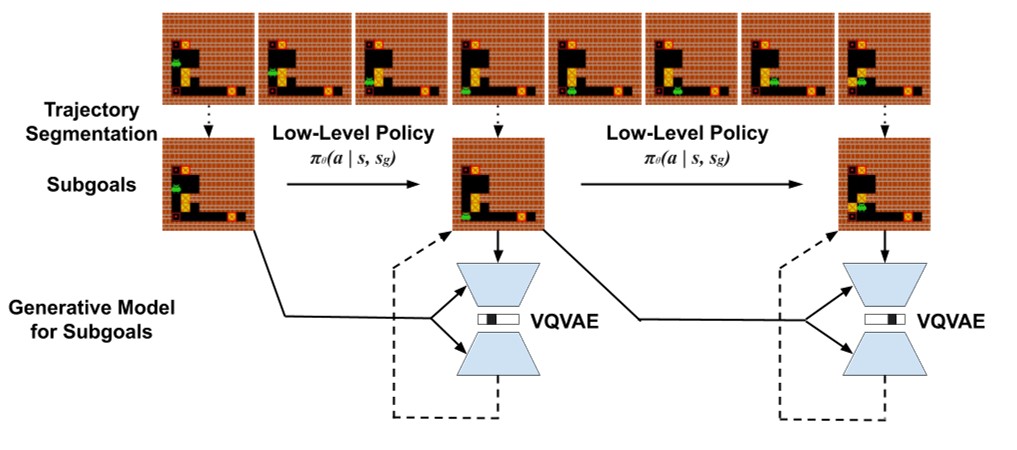 Trajectory
Segmentation
Low-Level Policy
πθ(a | s, sg)
Low-Level Policy
πθ(a | s, sg)
Subgoals
Generative Model
for Subgoals
VQVAE
VQVAE